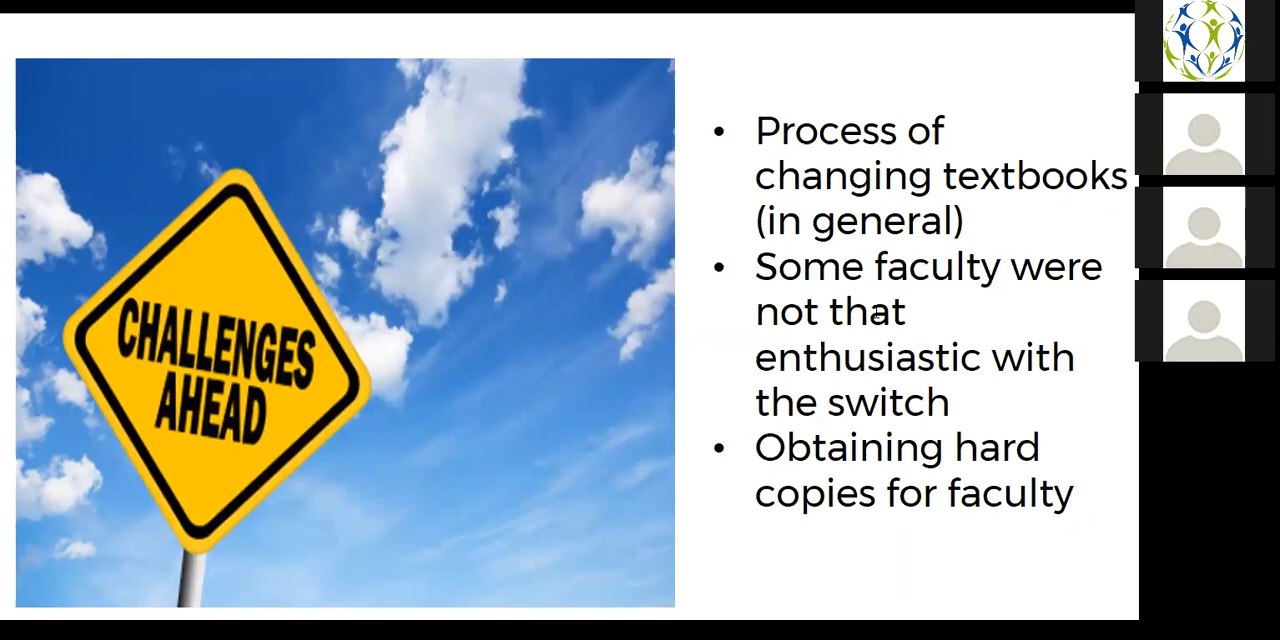 CHALLENGES
AHEAD
• Process of
changing textbooks
(in general)
• Some faculty were
not that
enthusiastic with
the switch
• Obtaining hard
copies for faculty